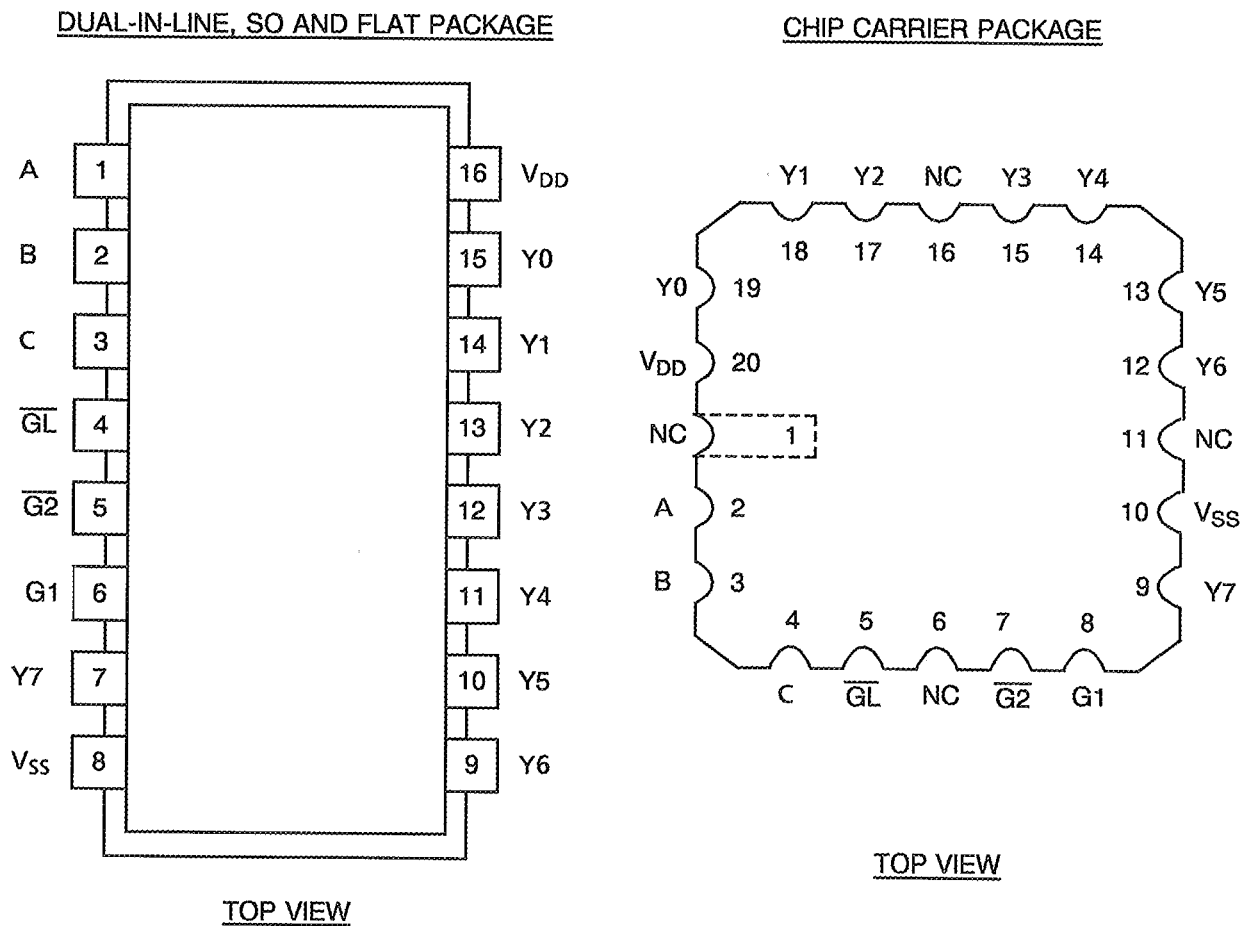 DUAL-IN-LINE, SO AND FLAT PACKAGE
A 1 16 VDD
B 2 15 Y0
C 3 14 Y1
G̅L̅ 4 13 Y2
G̅2̅ 5 12 Y3
G1 6 11 Y4
Y7 7 10 Y5
VSS 8 9 Y6
TOP VIEW
CHIP CARRIER PACKAGE
Y1 Y2 NC Y3 Y4
18 17 16 15 14
Y0 19 13 Y5
VDD 20 12 Y6
NC 1 11 NC
A 2 10 VSS
B 3 9 Y7
4 5 6 7 8
C G̅L̅ NC G̅2̅ G1
TOP VIEW